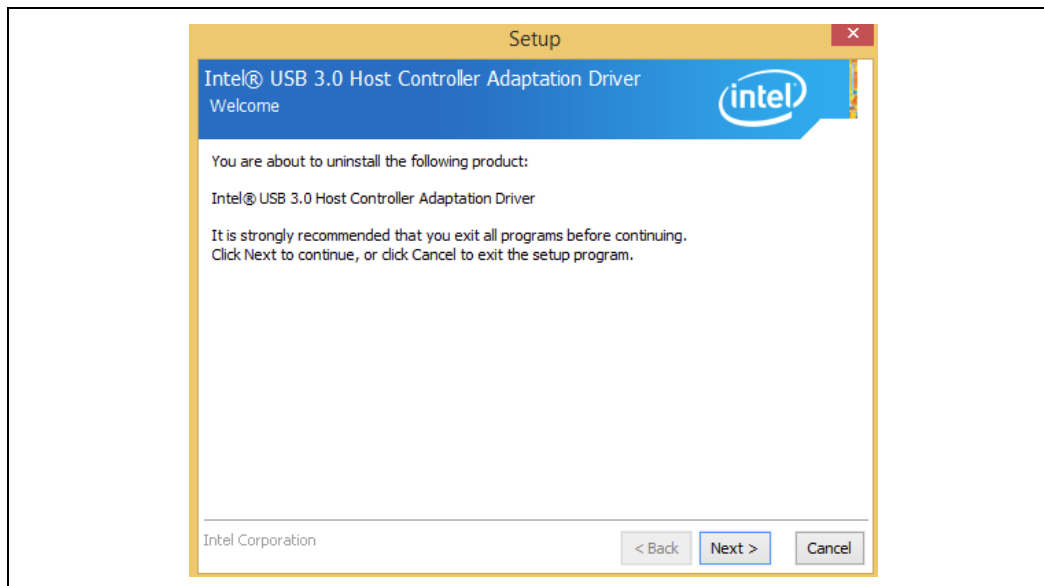 Setup
Intel® USB 3.0 Host Controller Adaptation Driver
Welcome
intel
You are about to uninstall the following product:
Intel® USB 3.0 Host Controller Adaptation Driver
It is strongly recommended that you exit all programs before continuing.
Click Next to continue, or click Cancel to exit the setup program.
Intel Corporation
< Back Next > Cancel